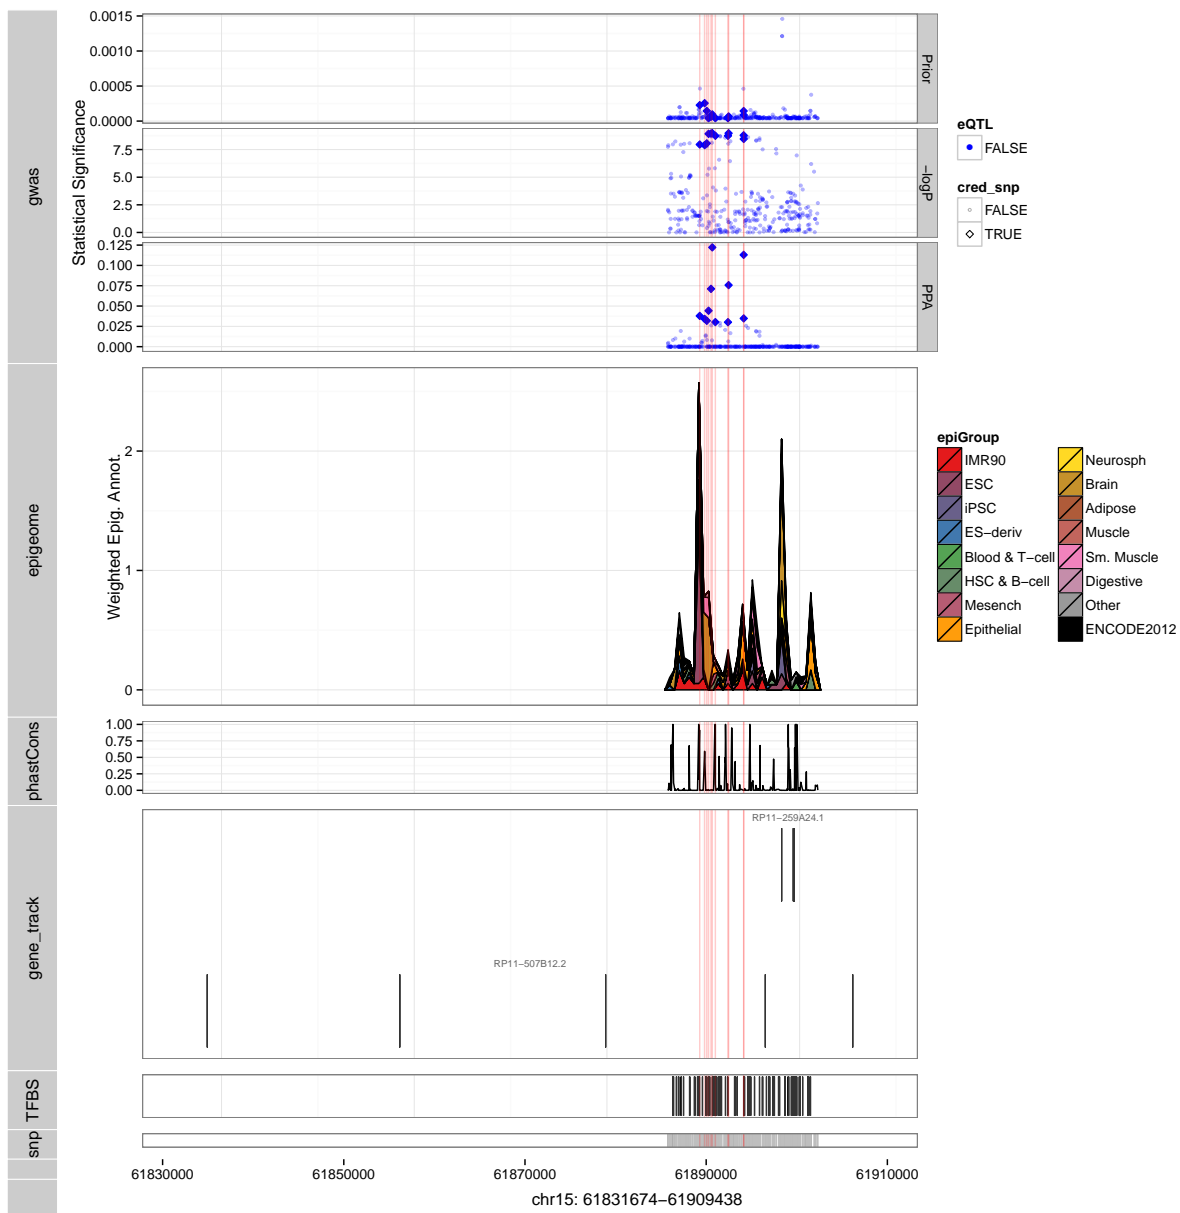 gwas
Statistical Significance
0.0015
0.0010
0.0005
0.0000
Prior
7.5
5.0
2.5
0.0
−logP
0.125
0.100
0.075
0.050
0.025
0.000
PPA
eQTL
FALSE
cred_snp
FALSE
TRUE
epigeome
Weighted Epig. Annot.
2
1
0
epiGroup
IMR90
ESC
iPSC
ES−deriv
Blood & T−cell
HSC & B−cell
Mesench
Epithelial
Neurosph
Brain
Adipose
Muscle
Sm. Muscle
Digestive
Other
ENCODE2012
phastCons
1.00
0.75
0.50
0.25
0.00
gene_track
RP11−259A24.1
RP11−507B12.2
TFBS
snp
61830000 61850000 61870000 61890000 61910000
chr15: 61831674−61909438